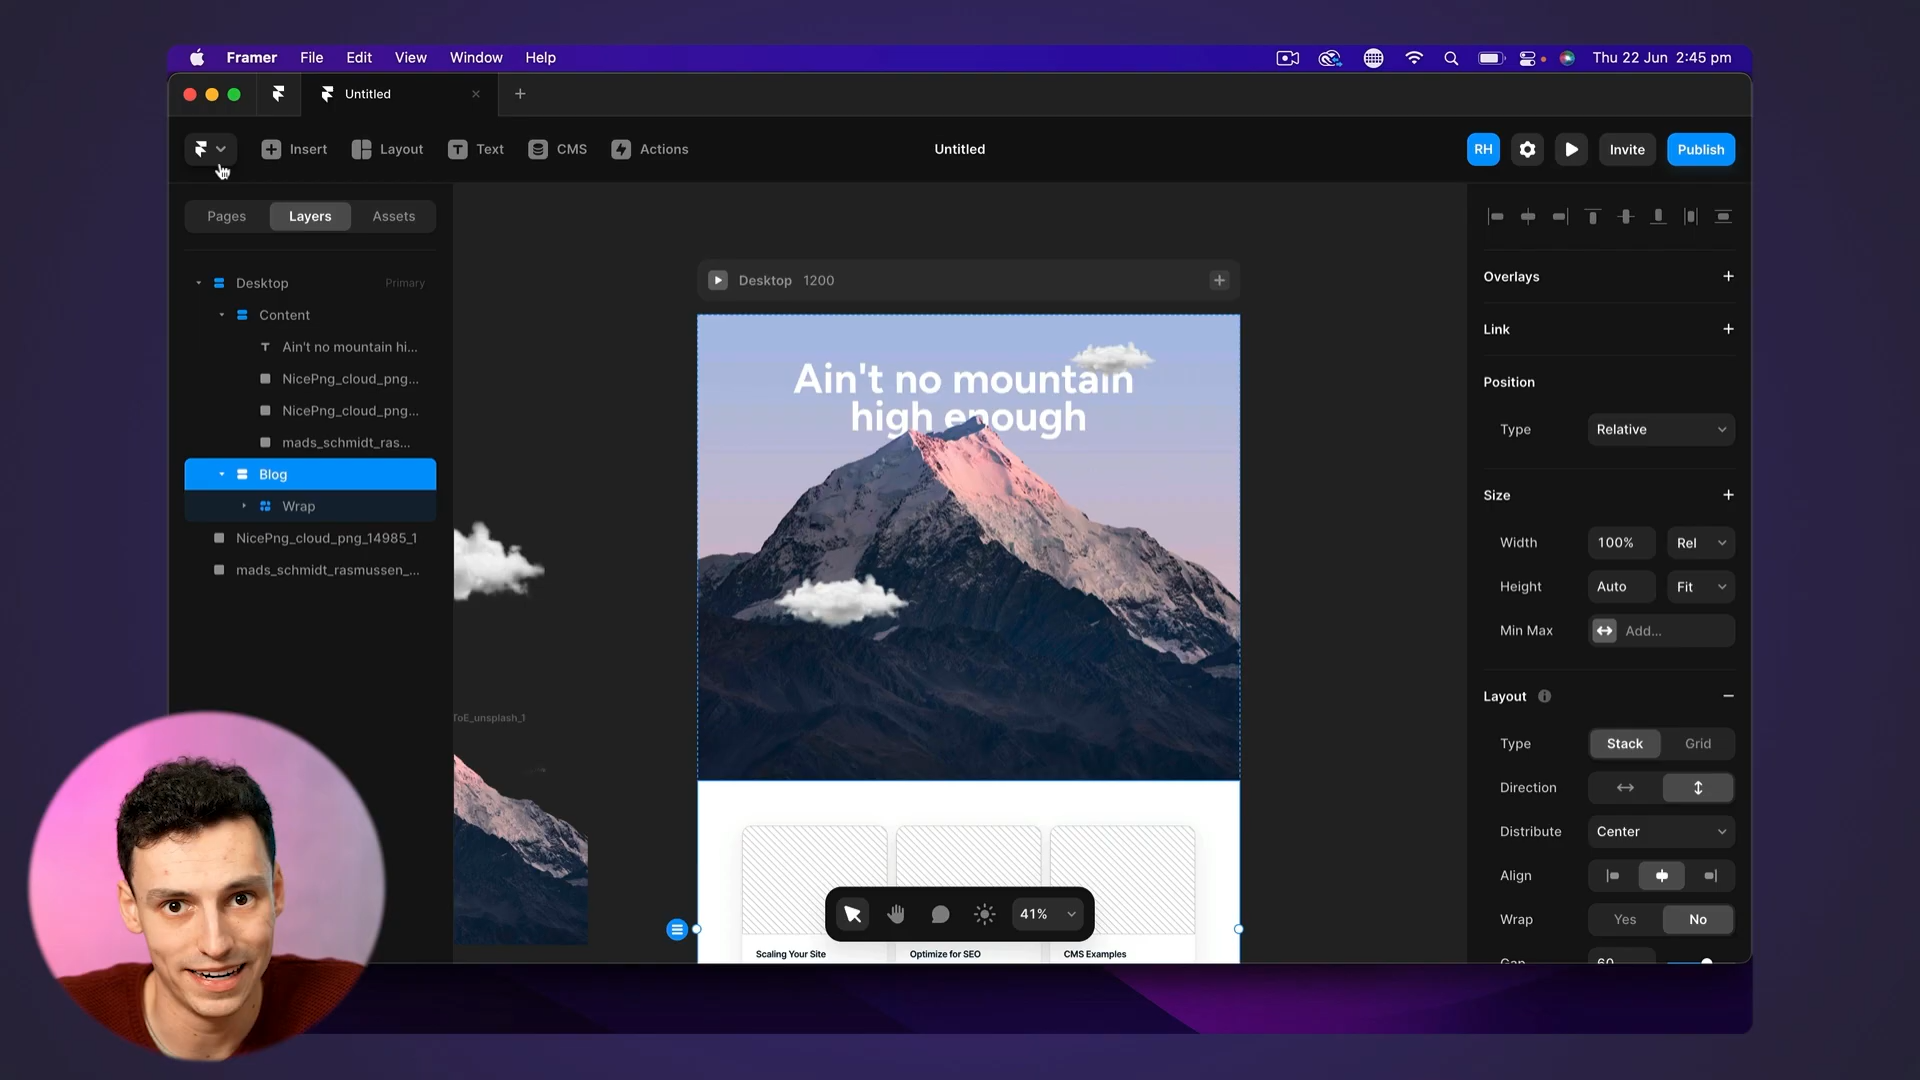 Framer File Edit View Window Help Thu 22 Jun 2:45 pm
Untitled
Insert Layout Text CMS Actions Untitled RH Invite Publish
Pages Layers Assets
Desktop Primary
Content
Ain't no mountain hi...
NicePng_cloud_png...
NicePng_cloud_png...
mads_schmidt_ras...
Blog
Wrap
NicePng_cloud_png_14985_1
mads_schmidt_rasmussen_...
ToE_unsplash_1
Desktop 1200
Ain't no mountain
high enough
Scaling Your Site
Optimize for SEO
CMS Examples
41%
Overlays
Link
Position
Type Relative
Size
Width 100% Rel
Height Auto Fit
Min Max Add...
Layout
Type Stack Grid
Direction
Distribute Center
Align
Wrap Yes No
Gap 60